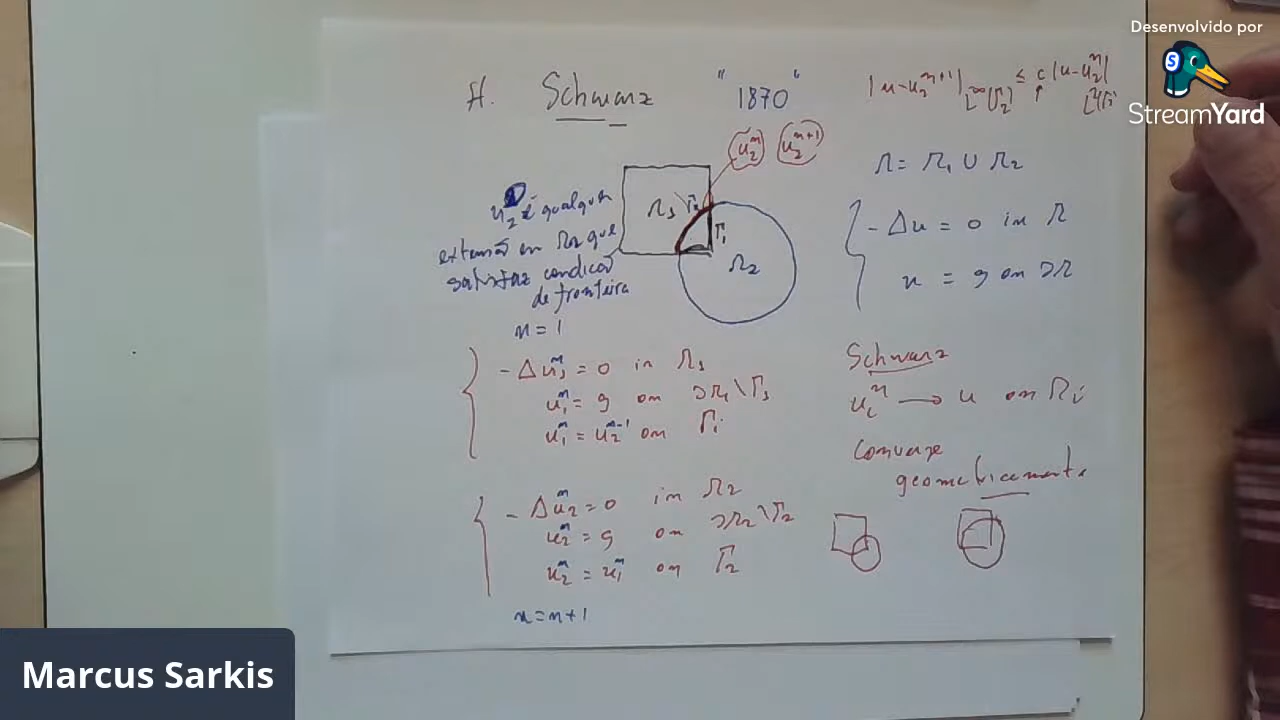 Desenvolvido por
StreamYard
H. Schwarz "1870"
|u-u₂ⁿ⁺¹|_L^∞(Γ₂) ≤ c |u-u₂ⁿ|
u₂ⁿ u₂ⁿ⁺¹
Ω = Ω₁ ∪ Ω₂
u₂⁰ é qualquer
extensão em Ω₂ que
satisfaz condição
de fronteira
Ω₁ Γ₂ Γ₁
Ω₂
- Δu = 0 in Ω
u = g on ∂Ω
n = 1
- Δu₁ⁿ = 0 in Ω₁
u₁ⁿ = g on ∂Ω₁\Γ₁
u₁ⁿ = u₂ⁿ⁻¹ on Γ₁
Schwarz
uᵢⁿ → u on Ωᵢ
Converge
geometricamente
- Δu₂ⁿ = 0 in Ω₂
u₂ⁿ = g on ∂Ω₂\Γ₂
u₂ⁿ = u₁ⁿ on Γ₂
n = n+1
Marcus Sarkis